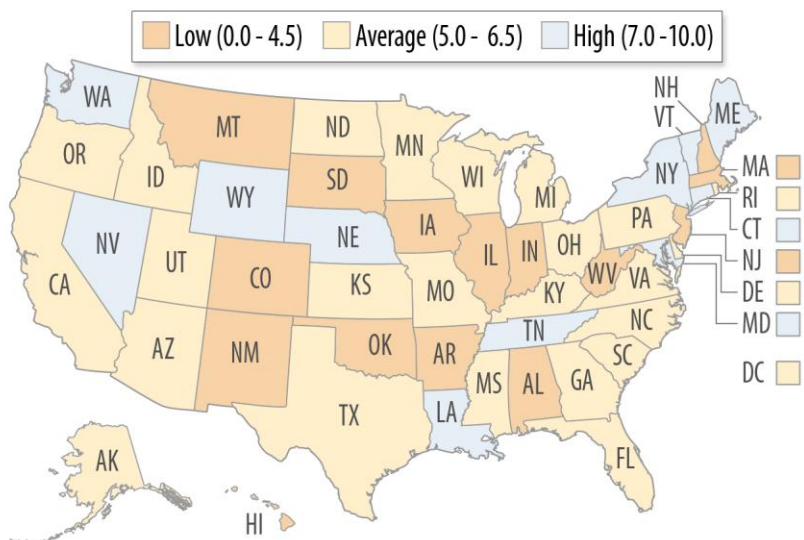 Low (0.0 - 4.5) Average (5.0 - 6.5) High (7.0 -10.0)
WA
MT
ND
MN
OR
ID
WY
SD
WI
MI
NH
VT
ME
NY
MA
RI
CT
NJ
DE
MD
DC
NV
UT
CO
NE
IA
IL
IN
OH
PA
WV
VA
CA
KS
MO
KY
NC
TN
AZ
NM
OK
AR
SC
MS
AL
GA
TX
LA
FL
AK
HI